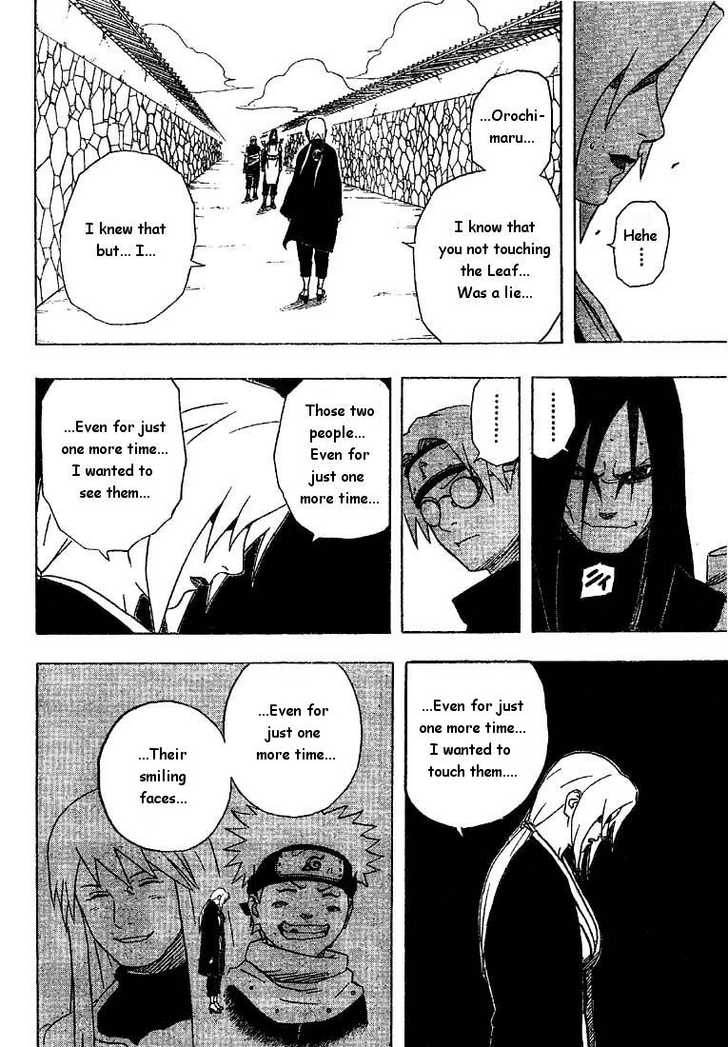 Hehe
......
...Orochi-
maru...
I know that
you not touching
the Leaf...
Was a lie...
I knew that
but... I...
.........
.........
Those two
people...
Even for
just one
more time...
...Even for just
one more time...
I wanted to
see them...
...Even for just
one more time...
I wanted to
touch them....
...Even for
just one
more time...
...Their
smiling
faces...